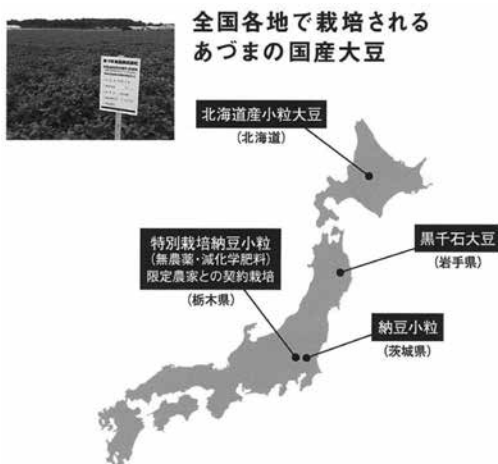 全国各地で栽培される
あづまの国産大豆
北海道産小粒大豆
(北海道)
特別栽培納豆小粒
(無農薬・減化学肥料)
限定農家との契約栽培
(栃木県)
黒千石大豆
(岩手県)
納豆小粒
(茨城県)